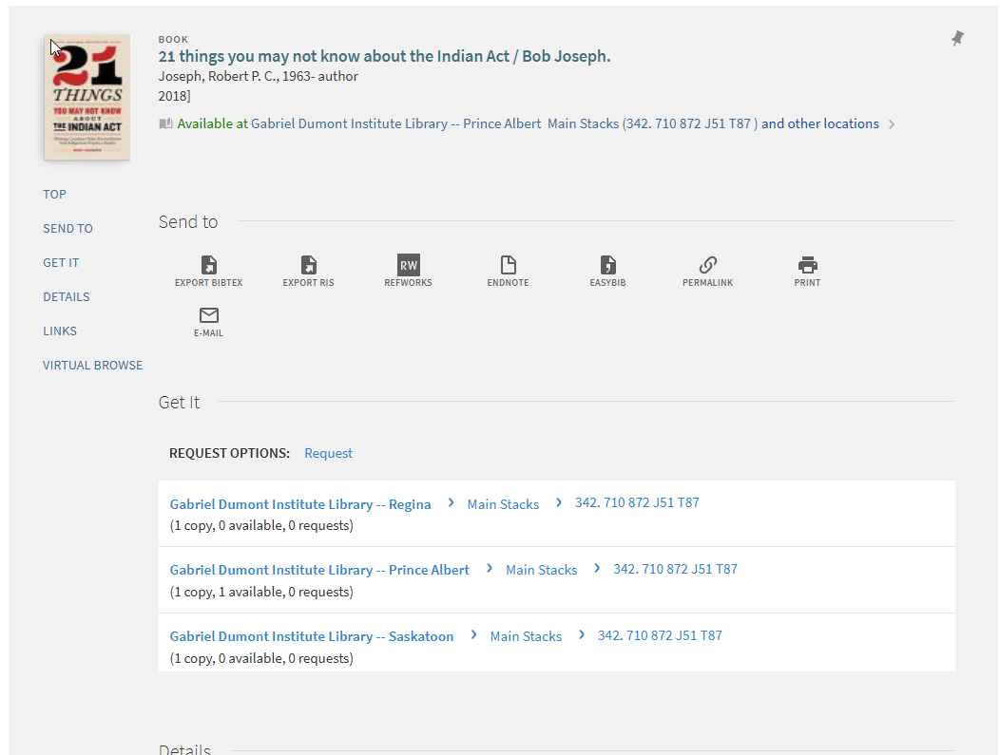 21
THINGS
YOU MAY NOT KNOW
ABOUT
THE INDIAN ACT
BOOK
21 things you may not know about the Indian Act / Bob Joseph.
Joseph, Robert P. C., 1963- author
2018]
Available at Gabriel Dumont Institute Library -- Prince Albert Main Stacks (342. 710 872 J51 T87 ) and other locations
TOP
SEND TO
GET IT
DETAILS
LINKS
VIRTUAL BROWSE
Send to
EXPORT BIBTEX
EXPORT RIS
RW
REFWORKS
ENDNOTE
EASYBIB
PERMALINK
PRINT
E-MAIL
Get It
REQUEST OPTIONS: Request
Gabriel Dumont Institute Library -- Regina Main Stacks 342. 710 872 J51 T87
(1 copy, 0 available, 0 requests)
Gabriel Dumont Institute Library -- Prince Albert Main Stacks 342. 710 872 J51 T87
(1 copy, 1 available, 0 requests)
Gabriel Dumont Institute Library -- Saskatoon Main Stacks 342. 710 872 J51 T87
(1 copy, 0 available, 0 requests)
Details